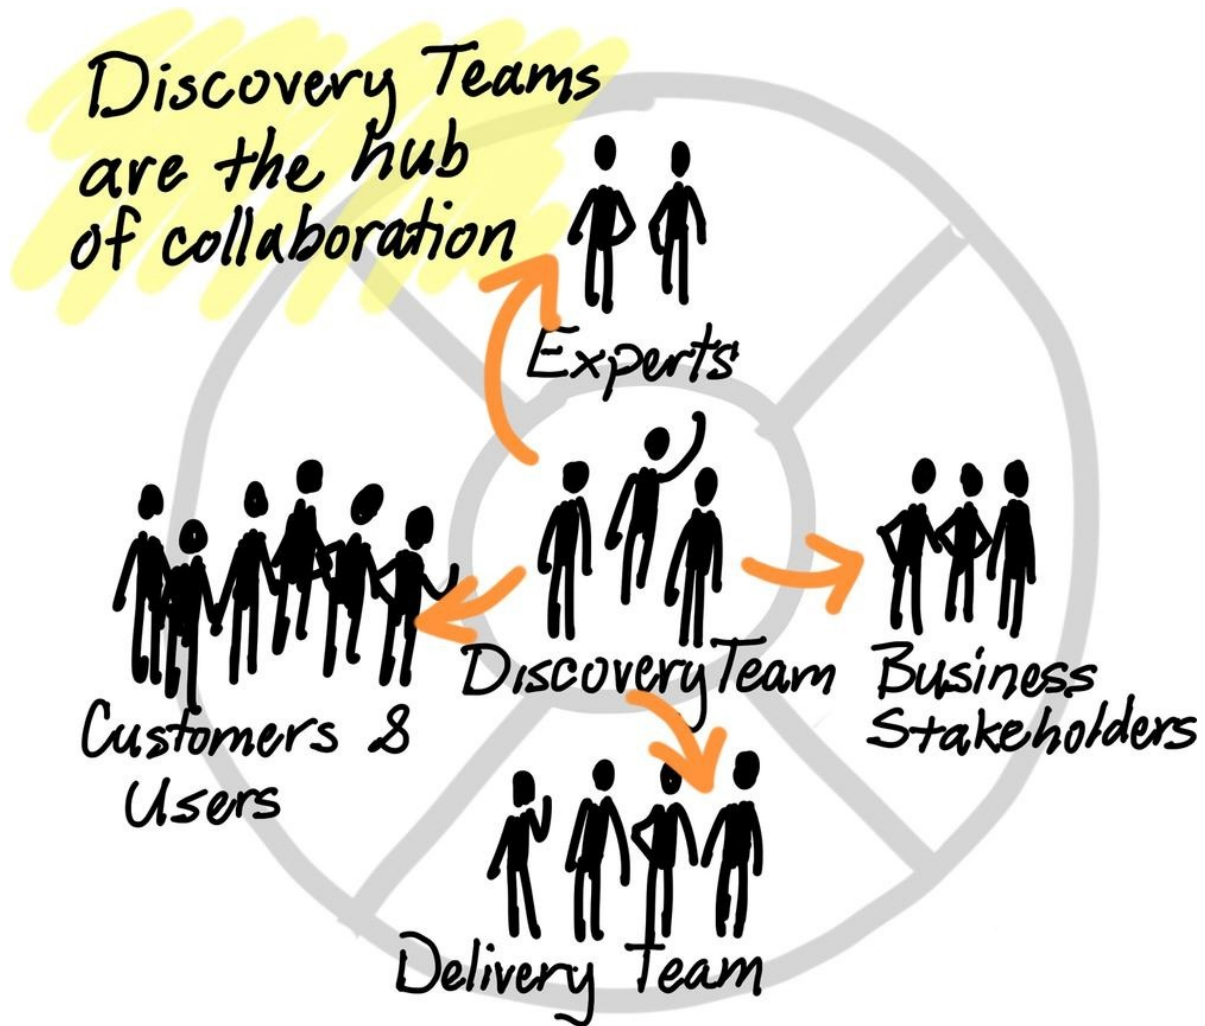 Discovery Teams
are the hub
of collaboration
Experts
Discovery Team
Customers &
Users
Business
Stakeholders
Delivery Team